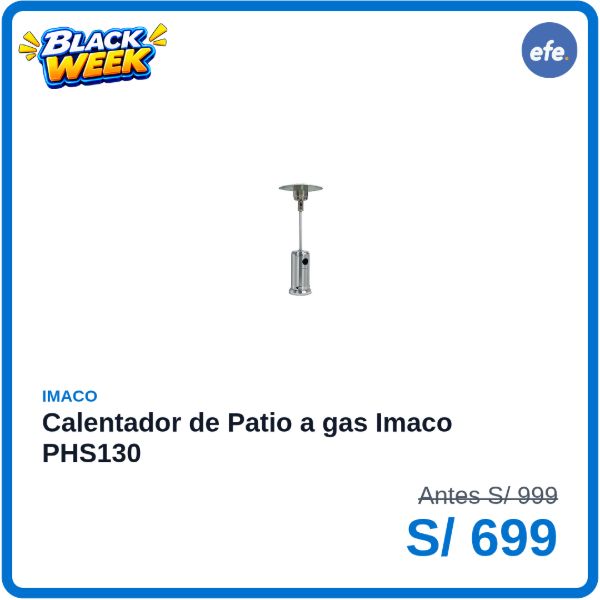 BLACK
WEEK
efe.
IMACO
Calentador de Patio a gas Imaco
PHS130
Antes S/ 999
S/ 699